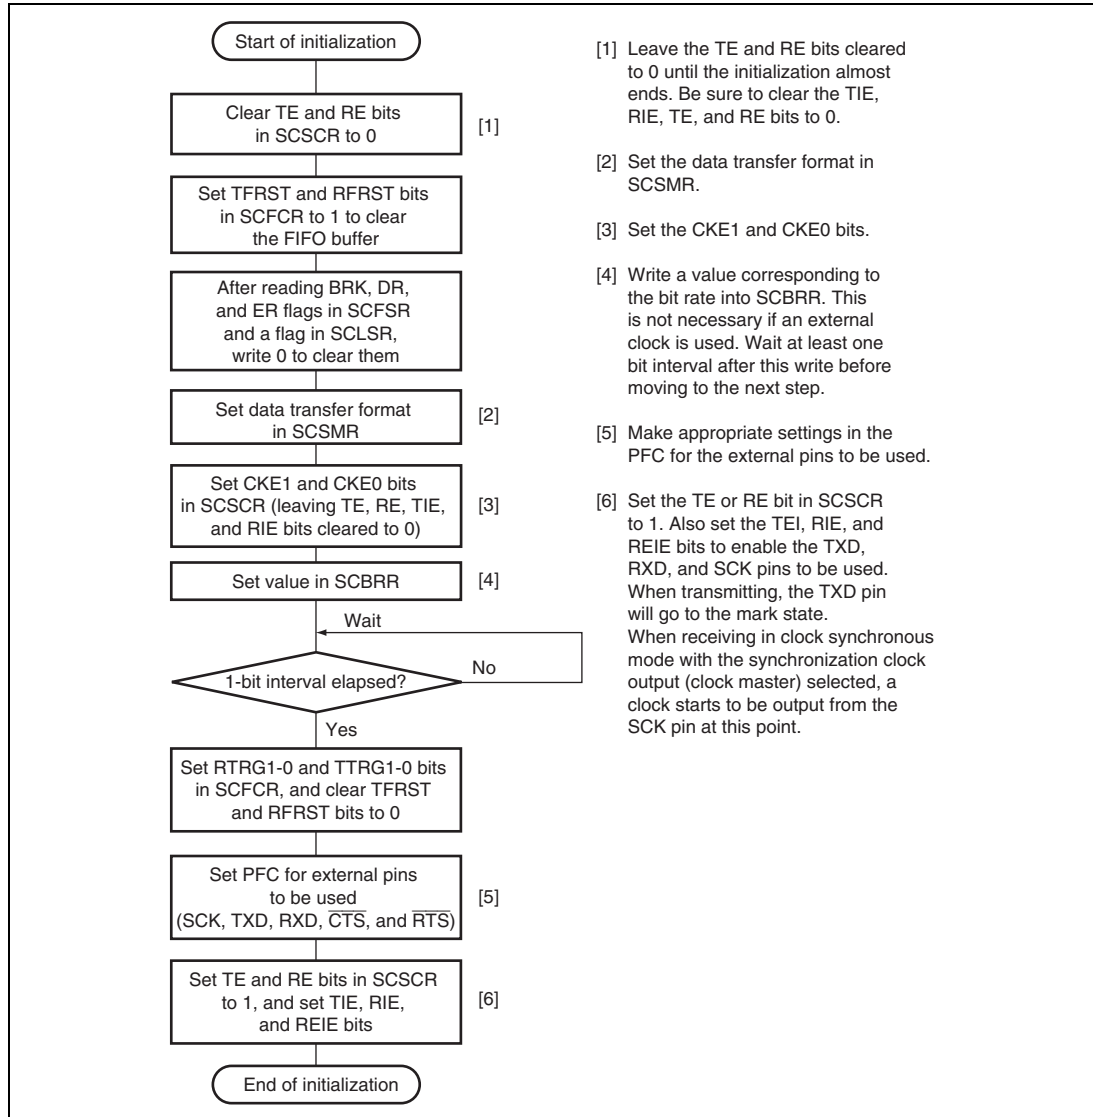 Start of initialization
Clear TE and RE bits
in SCSCR to 0
[1]
Set TFRST and RFRST bits
in SCFCR to 1 to clear
the FIFO buffer
After reading BRK, DR,
and ER flags in SCFSR
and a flag in SCLSR,
write 0 to clear them
Set data transfer format
in SCSMR
[2]
Set CKE1 and CKE0 bits
in SCSCR (leaving TE, RE, TIE,
and RIE bits cleared to 0)
[3]
Set value in SCBRR
[4]
Wait
1-bit interval elapsed?
No
Yes
Set RTRG1-0 and TTRG1-0 bits
in SCFCR, and clear TFRST
and RFRST bits to 0
Set PFC for external pins
to be used
(SCK, TXD, RXD, C̅T̅S̅, and R̅T̅S̅)
[5]
Set TE and RE bits in SCSCR
to 1, and set TIE, RIE,
and REIE bits
[6]
End of initialization
[1] Leave the TE and RE bits cleared
to 0 until the initialization almost
ends. Be sure to clear the TIE,
RIE, TE, and RE bits to 0.
[2] Set the data transfer format in
SCSMR.
[3] Set the CKE1 and CKE0 bits.
[4] Write a value corresponding to
the bit rate into SCBRR. This
is not necessary if an external
clock is used. Wait at least one
bit interval after this write before
moving to the next step.
[5] Make appropriate settings in the
PFC for the external pins to be used.
[6] Set the TE or RE bit in SCSCR
to 1. Also set the TEI, RIE, and
REIE bits to enable the TXD,
RXD, and SCK pins to be used.
When transmitting, the TXD pin
will go to the mark state.
When receiving in clock synchronous
mode with the synchronization clock
output (clock master) selected, a
clock starts to be output from the
SCK pin at this point.